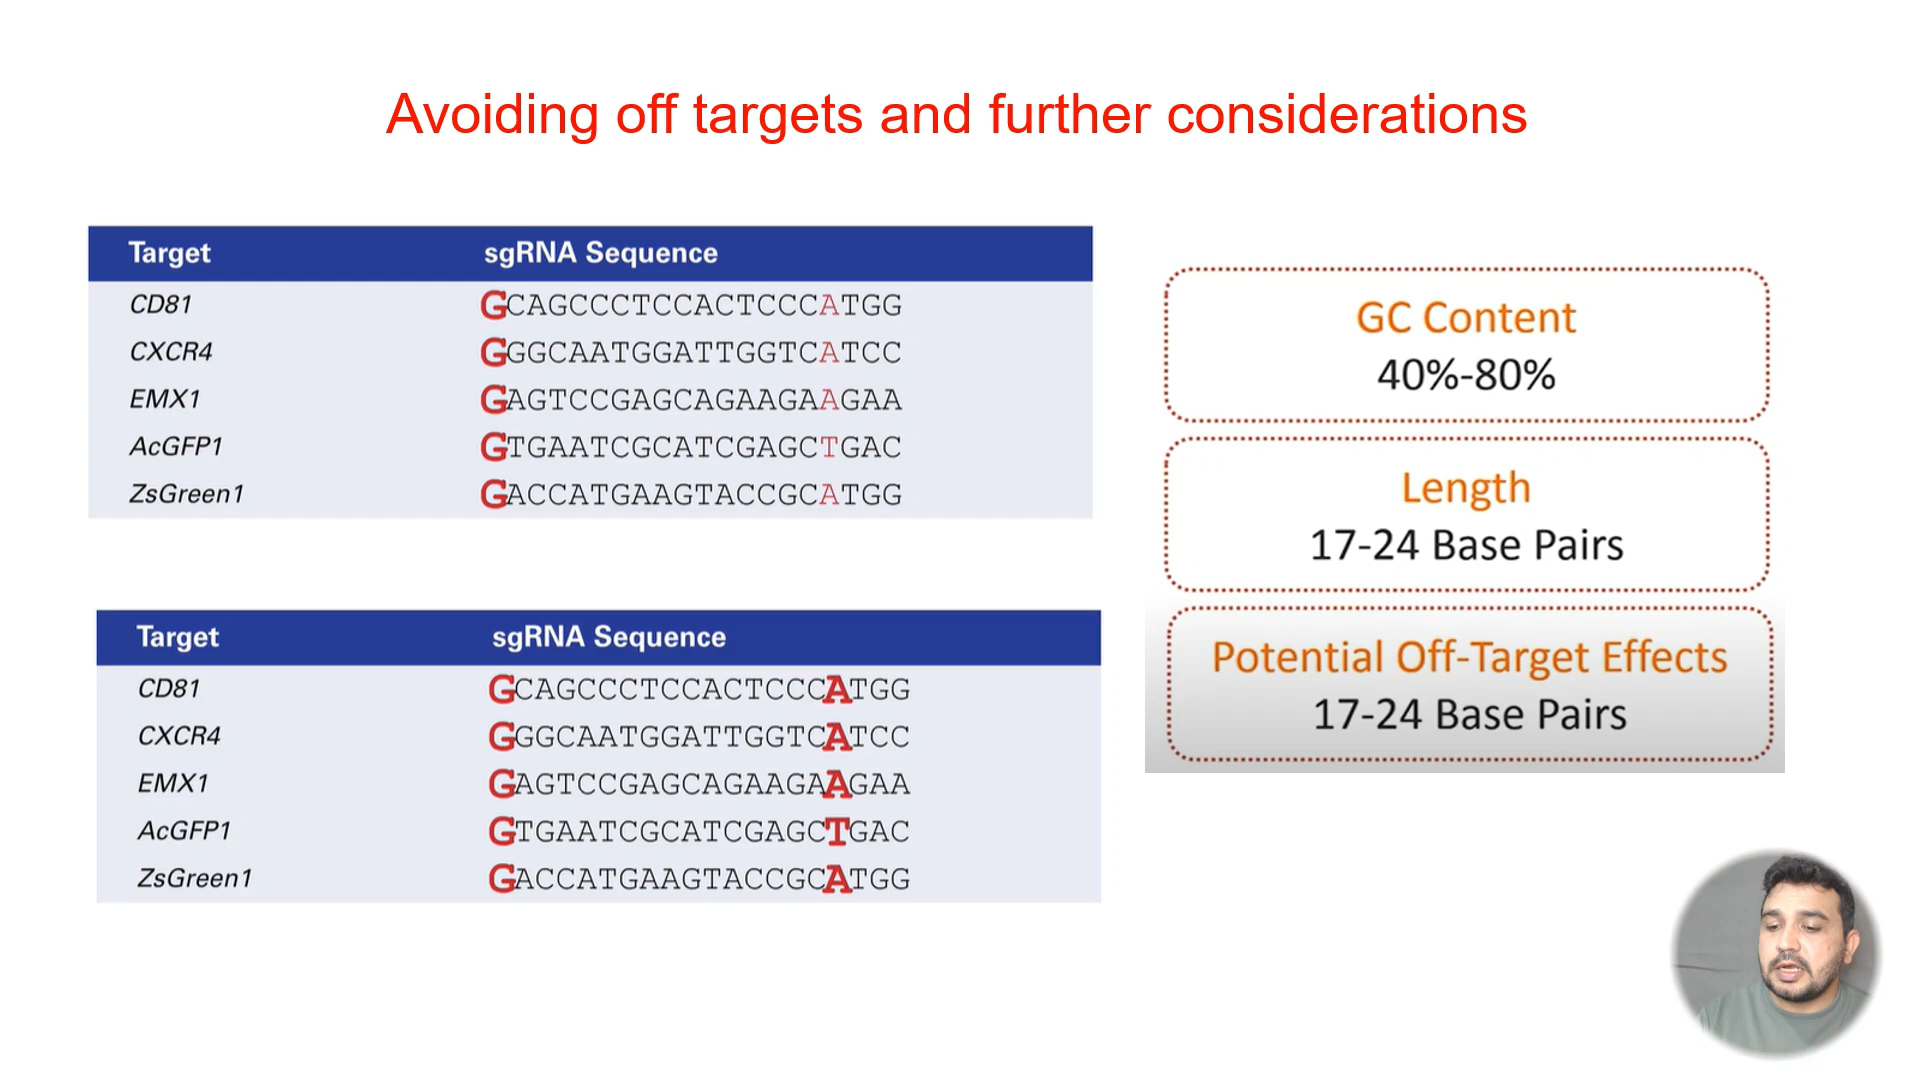 Avoiding off targets and further considerations
Target sgRNA Sequence
CD81 GCAGCCCTCCACTCCCATGG
CXCR4 GGGCAATGGATTGGTCATCC
EMX1 GAGTCCGAGCAGAAGAAGAA
AcGFP1 GTGAATCGCATCGAGCTGAC
ZsGreen1 GACCATGAAGTACCGCATGG
Target sgRNA Sequence
CD81 GCAGCCCTCCACTCCCATGG
CXCR4 GGGCAATGGATTGGTCATCC
EMX1 GAGTCCGAGCAGAAGAAGAA
AcGFP1 GTGAATCGCATCGAGCTGAC
ZsGreen1 GACCATGAAGTACCGCATGG
GC Content
40%-80%
Length
17-24 Base Pairs
Potential Off-Target Effects
17-24 Base Pairs